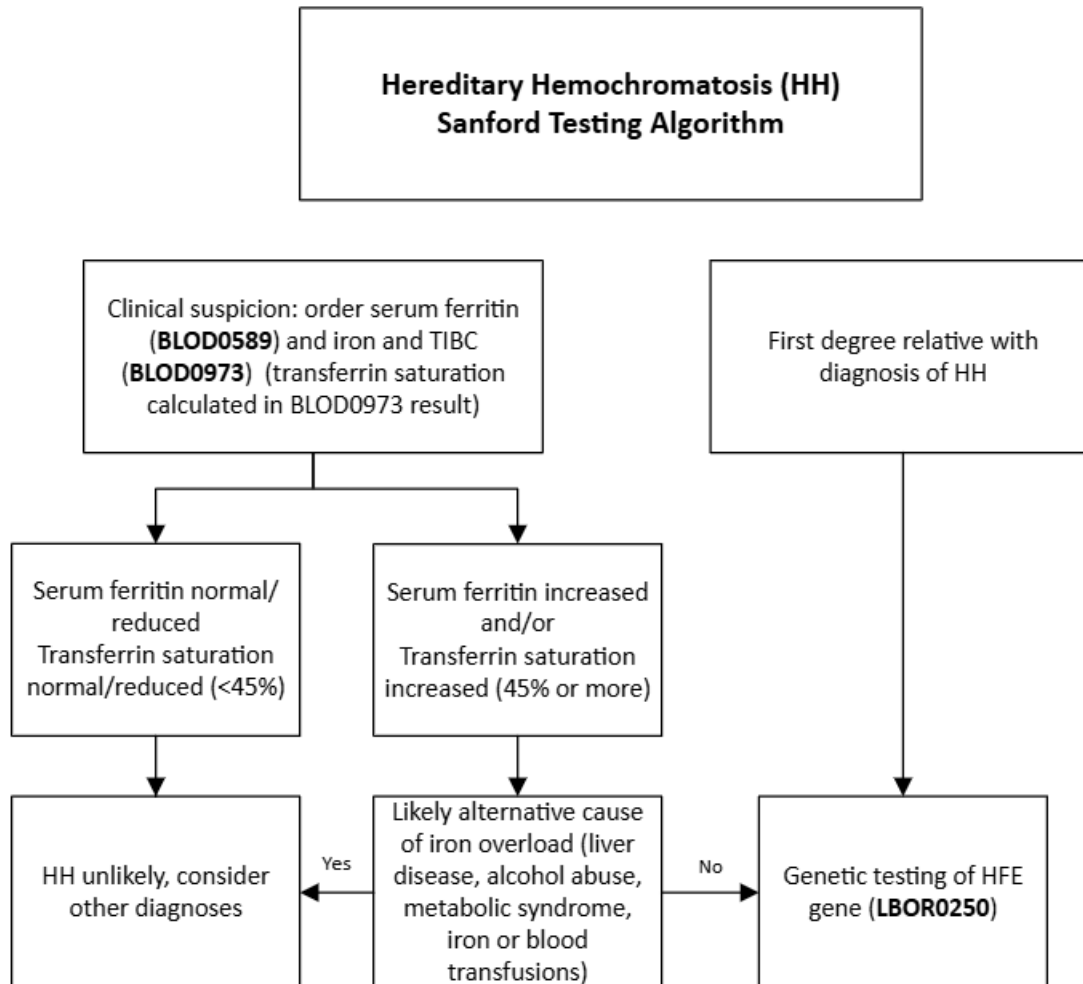 Hereditary Hemochromatosis (HH)
Sanford Testing Algorithm
Clinical suspicion: order serum ferritin
(BLOD0589) and iron and TIBC
(BLOD0973) (transferrin saturation
calculated in BLOD0973 result)
First degree relative with
diagnosis of HH
Serum ferritin normal/
reduced
Transferrin saturation
normal/reduced (<45%)
Serum ferritin increased
and/or
Transferrin saturation
increased (45% or more)
HH unlikely, consider
other diagnoses
Yes
Likely alternative cause
of iron overload (liver
disease, alcohol abuse,
metabolic syndrome,
iron or blood
transfusions)
No
Genetic testing of HFE
gene (LBOR0250)